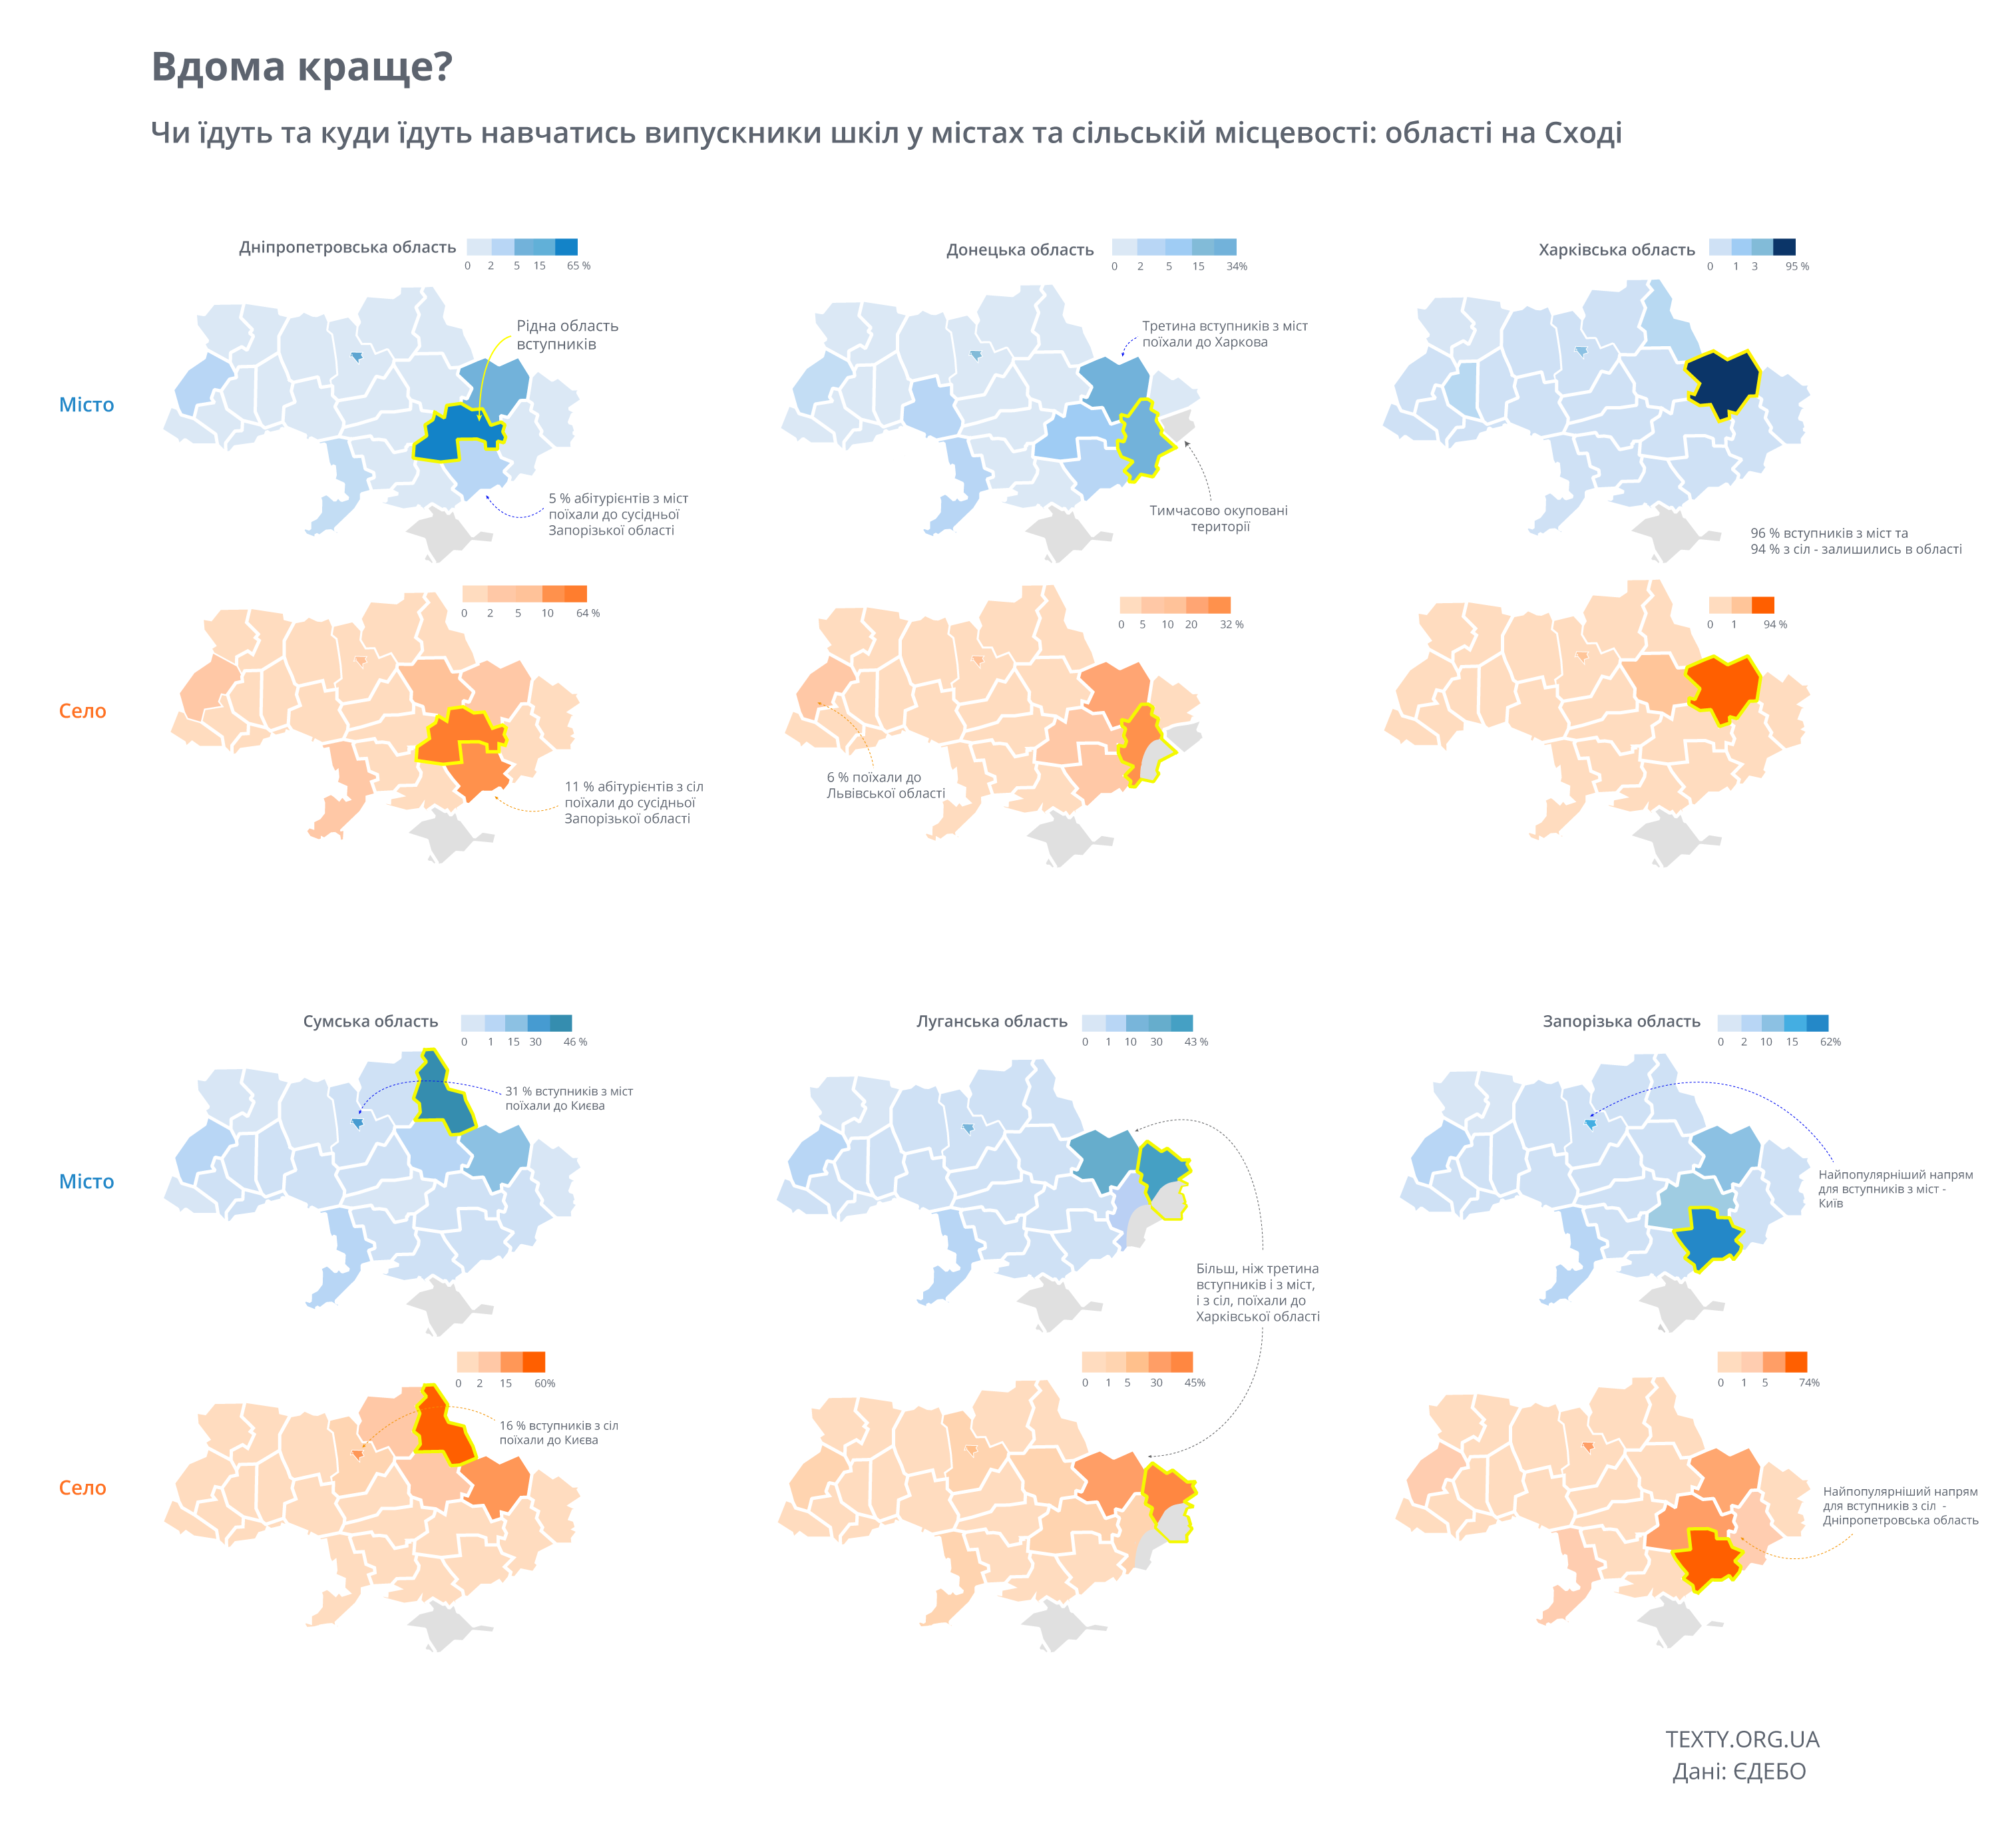 Вдома краще?
Чи їдуть та куди їдуть навчатись випускники шкіл у містах та сільській місцевості: області на Сході
Дніпропетровська область
0 2 5 15 65 %
Донецька область
0 2 5 15 34%
Харківська область
0 1 3 95 %
Місто
Рідна область
вступників
5 % абітурієнтів з міст
поїхали до сусідньої
Запорізької області
Третина вступників з міст
поїхали до Харкова
Тимчасово окуповані
території
96 % вступників з міст та
94 % з сіл - залишились в області
Село
0 2 5 10 64 %
11 % абітурієнтів з сіл
поїхали до сусідньої
Запорізької області
0 5 10 20 32 %
6 % поїхали до
Львівської області
0 1 94 %
Сумська область
0 1 15 30 46 %
Луганська область
0 1 10 30 43 %
Запорізька область
0 2 10 15 62%
Місто
31 % вступників з міст
поїхали до Києва
Більш, ніж третина
вступників і з міст,
і з сіл, поїхали до
Харківської області
Найпопулярніший напрям
для вступників з міст -
Київ
Село
0 2 15 60%
16 % вступників з сіл
поїхали до Києва
0 1 5 30 45%
0 1 5 74%
Найпопулярніший напрям
для вступників з сіл -
Дніпропетровська область
TEXTY.ORG.UA
Дані: ЄДЕБО